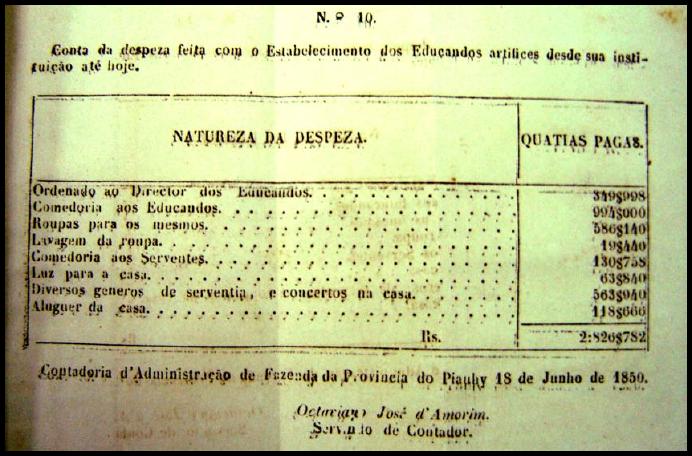 N.º 10.
Conta da despeza feita com o Estabelecimento dos Educandos artifices desde sua insti-
tuição até hoje.
NATUREZA DA DESPEZA. QUATIAS PAGAS.
Ordenado ao Director dos Educandos. 349$998
Comedoria aos Educandos. 994$000
Roupas para os mesmos. 586$140
Lavagem da roupa. 19$440
Comedoria aos Serventes. 130$758
Luz para a casa. 63$840
Diversos generos de serventia, e concertos na casa. 563$940
Aluguer da casa. 118$666
Rs. 2:826$782
Contadoria d'Administração de Fazenda da Provincia do Piauhy 18 de Junho de 1850.
Octaviano José d'Amorim.
Servindo de Contador.